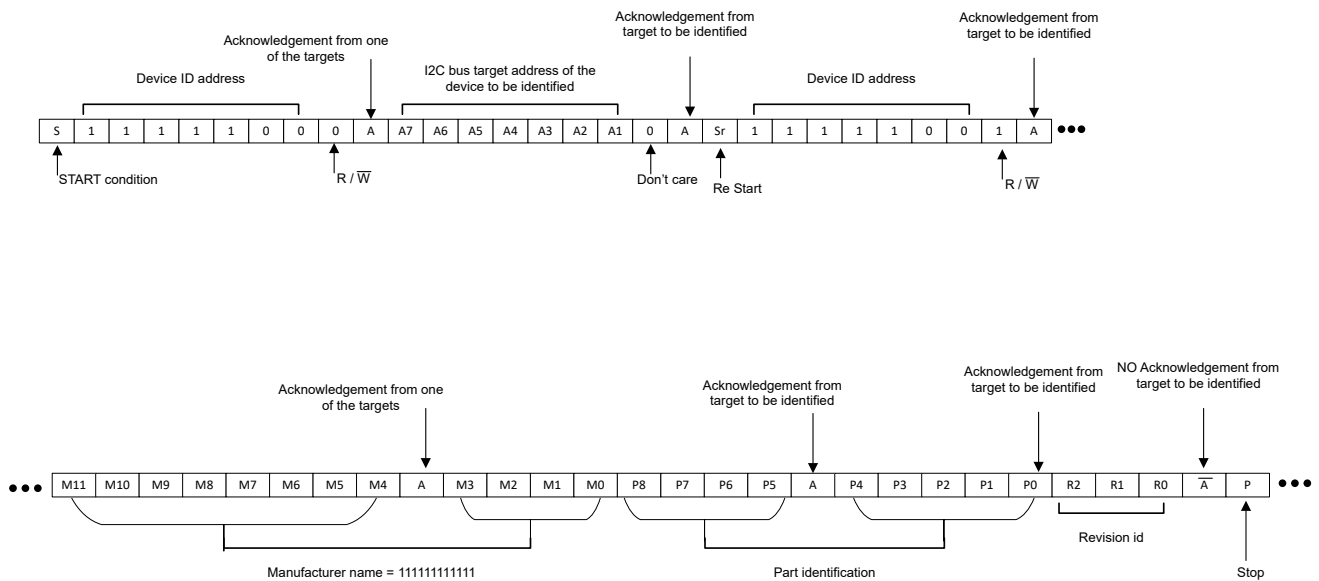 Acknowledgement from
target to be identified
Acknowledgement from
target to be identified
Acknowledgement from one
of the targets
Device ID address
I2C bus target address of the
device to be identified
Device ID address
S 1 1 1 1 1 0 0 0 A A7 A6 A5 A4 A3 A2 A1 0 A Sr 1 1 1 1 1 0 0 1 A
START condition
R / W̅
Don't care
Re Start
R / W̅
Acknowledgement from one
of the targets
Acknowledgement from
target to be identified
Acknowledgement from
target to be identified
NO Acknowledgement from
target to be identified
M11 M10 M9 M8 M7 M6 M5 M4 A M3 M2 M1 M0 P8 P7 P6 P5 A P4 P3 P2 P1 P0 R2 R1 R0 A̅ P
Revision id
Manufacturer name = 111111111111
Part identification
Stop